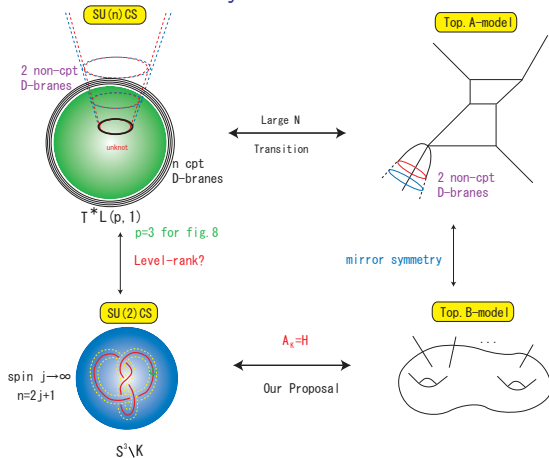 SU(n)CS
Top. A-model
2 non-cpt
D-branes
unknot
n cpt
D-branes
Large N
Transition
2 non-cpt
D-branes
T*L(p,1)
p=3 for fig.8
Level-rank?
mirror symmetry
SU(2)CS
Top. B-model
...
spin j→∞
n=2j+1
Aₖ=H
Our Proposal
S³\K